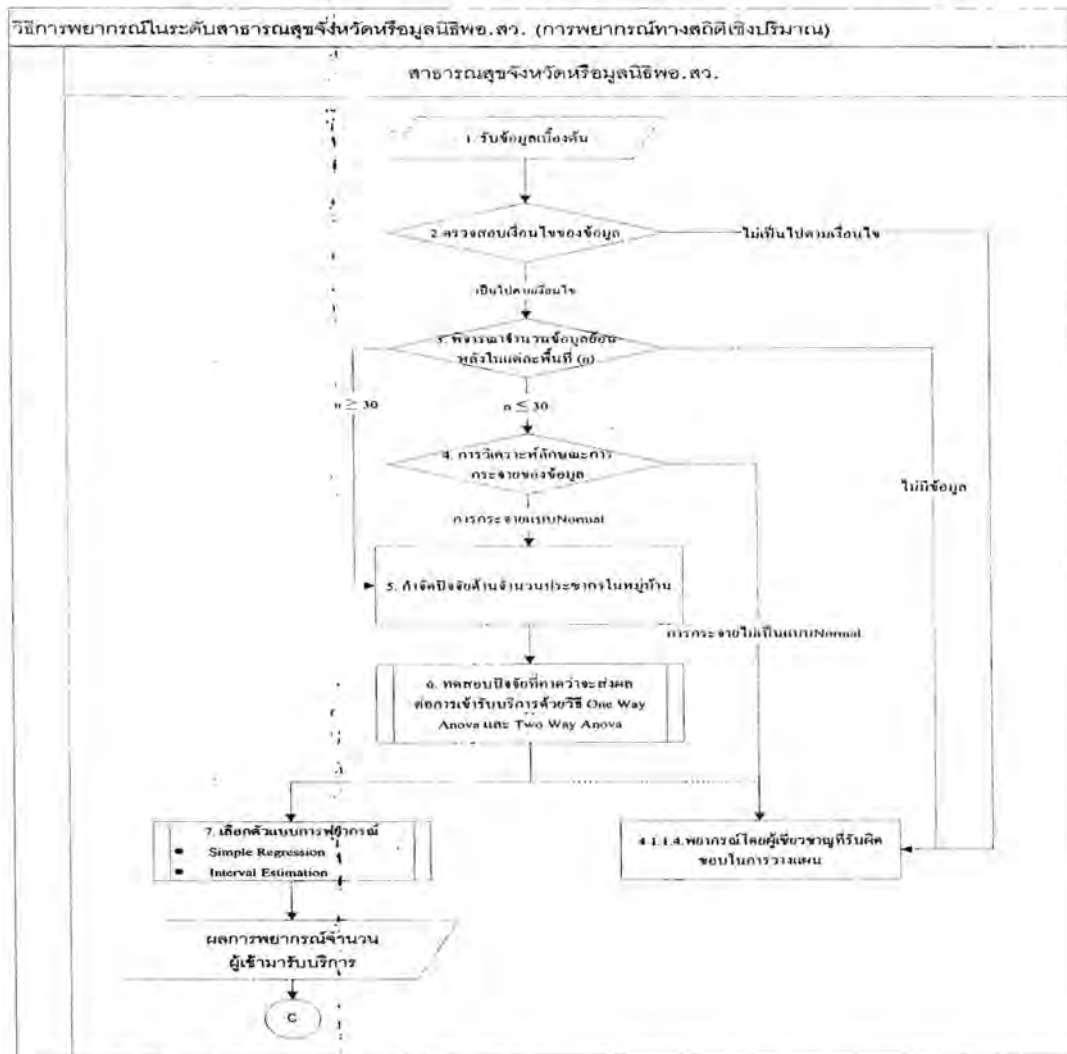 วิธีการพยากรณ์ในระดับสาธารณสุขจังหวัดหรือมูลนิธิพอ.สว. (การพยากรณ์ทางสถิติเชิงปริมาณ)
สาธารณสุขจังหวัดหรือมูลนิธิพอ.สว.
1. รับข้อมูลเบื้องต้น
2. ตรวจสอบเงื่อนไขของข้อมูล
ไม่เป็นไปตามเงื่อนไข
เป็นไปตามเงื่อนไข
3. พิจารณาจำนวนข้อมูลย้อน
หลังในแต่ละพื้นที่ (n)
n ≥ 30
n ≤ 30
4. การวิเคราะห์ลักษณะการ
กระจายของข้อมูล
ไม่มีข้อมูล
การกระจายแบบNormal
5. กำจัดปัจจัยด้านจำนวนประชากรในหมู่บ้าน
การกระจายไม่เป็นแบบNormal
6. ทดสอบปัจจัยที่คาดว่าจะส่งผล
ต่อการเข้ารับบริการด้วยวิธี One Way
Anova และ Two Way Anova
7. เลือกตัวแบบการพยากรณ์
• Simple Regression
• Interval Estimation
4.1.1.4.พยากรณ์โดยผู้เชี่ยวชาญที่รับผิด
ชอบในการวางแผน
ผลการพยากรณ์จำนวน
ผู้เข้ามารับบริการ
C